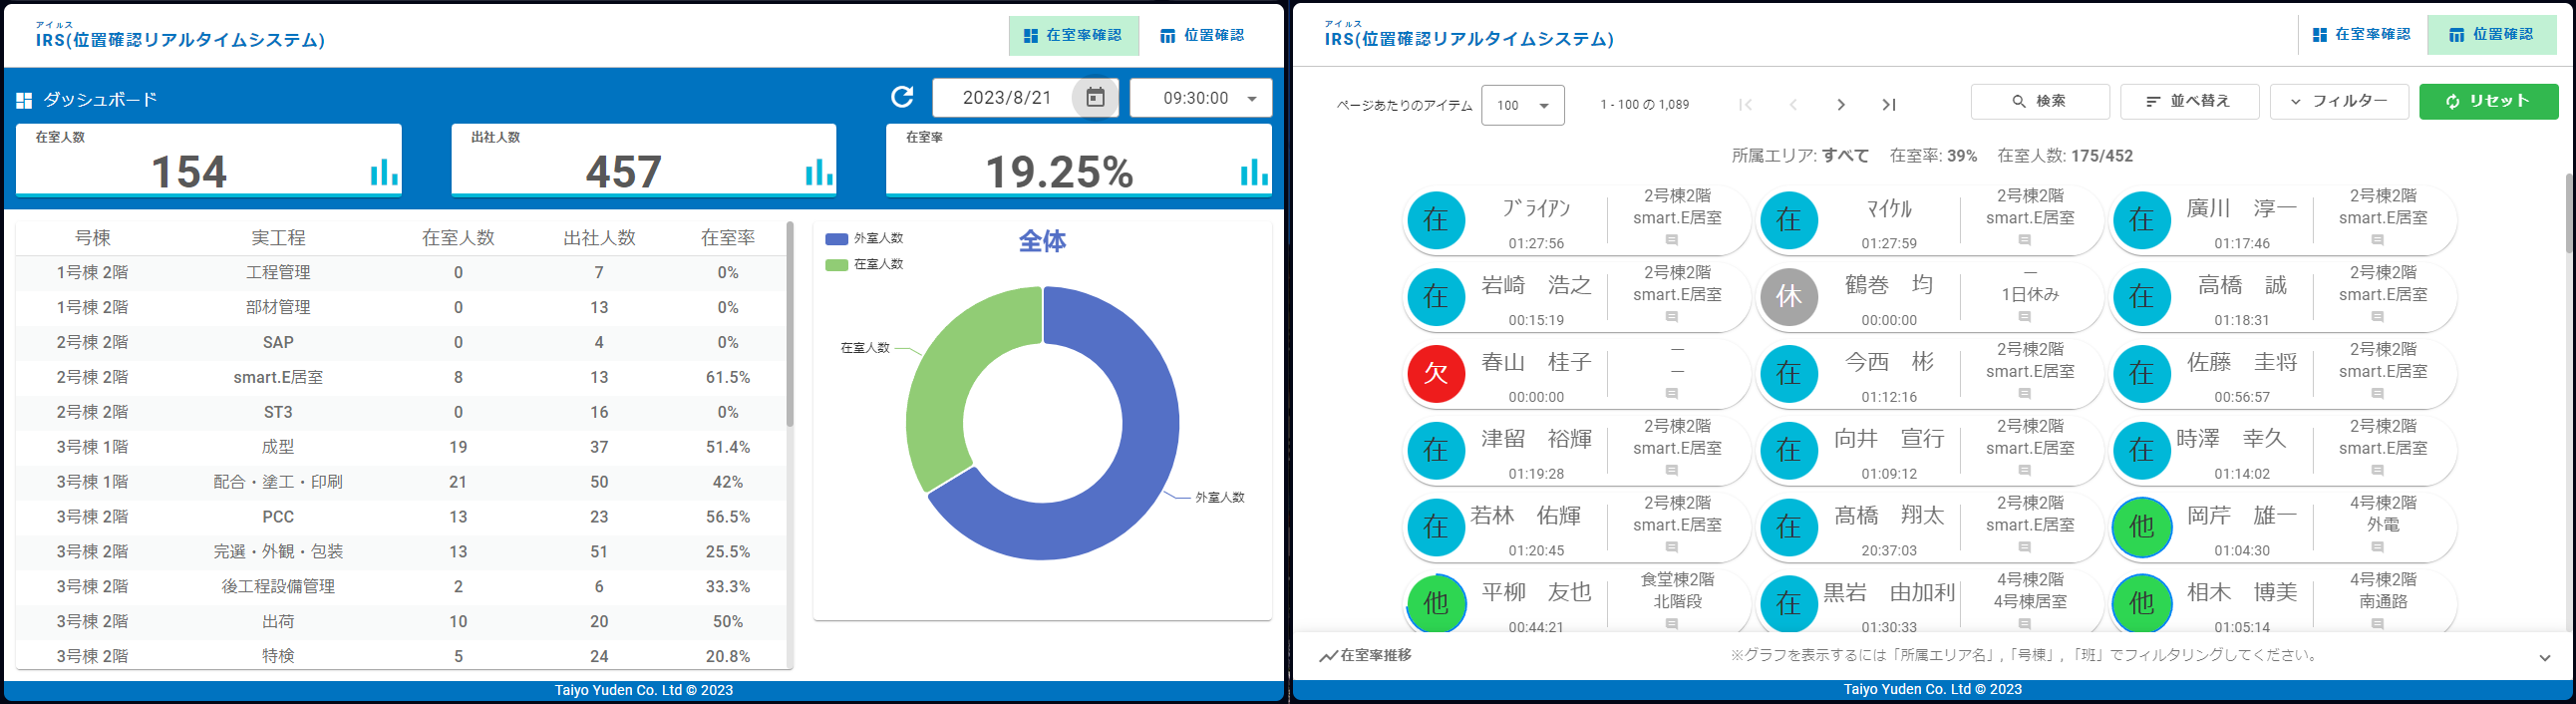 アイルス
IRS(位置確認リアルタイムシステム)
在室率確認
位置確認
ダッシュボード
2023/8/21
09:30:00
在室人数
154
出社人数
457
在室率
19.25%
号棟 実工程 在室人数 出社人数 在室率
1号棟 2階 工程管理 0 7 0%
1号棟 2階 部材管理 0 13 0%
2号棟 2階 SAP 0 4 0%
2号棟 2階 smart.E居室 8 13 61.5%
2号棟 2階 ST3 0 16 0%
3号棟 1階 成型 19 37 51.4%
3号棟 1階 配合・塗工・印刷 21 50 42%
3号棟 2階 PCC 13 23 56.5%
3号棟 2階 完選・外観・包装 13 51 25.5%
3号棟 2階 後工程設備管理 2 6 33.3%
3号棟 2階 出荷 10 20 50%
3号棟 2階 特検 5 24 20.8%
外室人数
在室人数
全体
在室人数
外室人数
Taiyo Yuden Co. Ltd © 2023
アイルス
IRS(位置確認リアルタイムシステム)
在室率確認
位置確認
ページあたりのアイテム
100
1 - 100 の 1,089
検索
並べ替え
フィルター
リセット
所属エリア: すべて 在室率: 39% 在室人数: 175/452
在 ﾌﾞﾗｲｱﾝ 01:27:56 2号棟2階 smart.E居室
在 ﾏｲｹﾙ 01:27:59 2号棟2階 smart.E居室
在 廣川 淳一 01:17:46 2号棟2階 smart.E居室
在 岩崎 浩之 00:15:19 2号棟2階 smart.E居室
休 鶴巻 均 00:00:00 ー 1日休み
在 高橋 誠 01:18:31 2号棟2階 smart.E居室
欠 春山 桂子 00:00:00 ー ー
在 今西 彬 01:12:16 2号棟2階 smart.E居室
在 佐藤 圭将 00:56:57 2号棟2階 smart.E居室
在 津留 裕輝 01:19:28 2号棟2階 smart.E居室
在 向井 宣行 01:09:12 2号棟2階 smart.E居室
在 時澤 幸久 01:14:02 2号棟2階 smart.E居室
在 若林 佑輝 01:20:45 2号棟2階 smart.E居室
在 髙橋 翔太 20:37:03 2号棟2階 smart.E居室
他 岡芹 雄一 01:04:30 4号棟2階 外電
他 平柳 友也 00:44:21 食堂棟2階 北階段
在 黒岩 由加利 01:30:33 4号棟2階 4号棟居室
他 相木 博美 01:05:14 4号棟2階 南通路
在室率推移
※グラフを表示するには「所属エリア名」,「号棟」,「班」でフィルタリングしてください。
Taiyo Yuden Co. Ltd © 2023